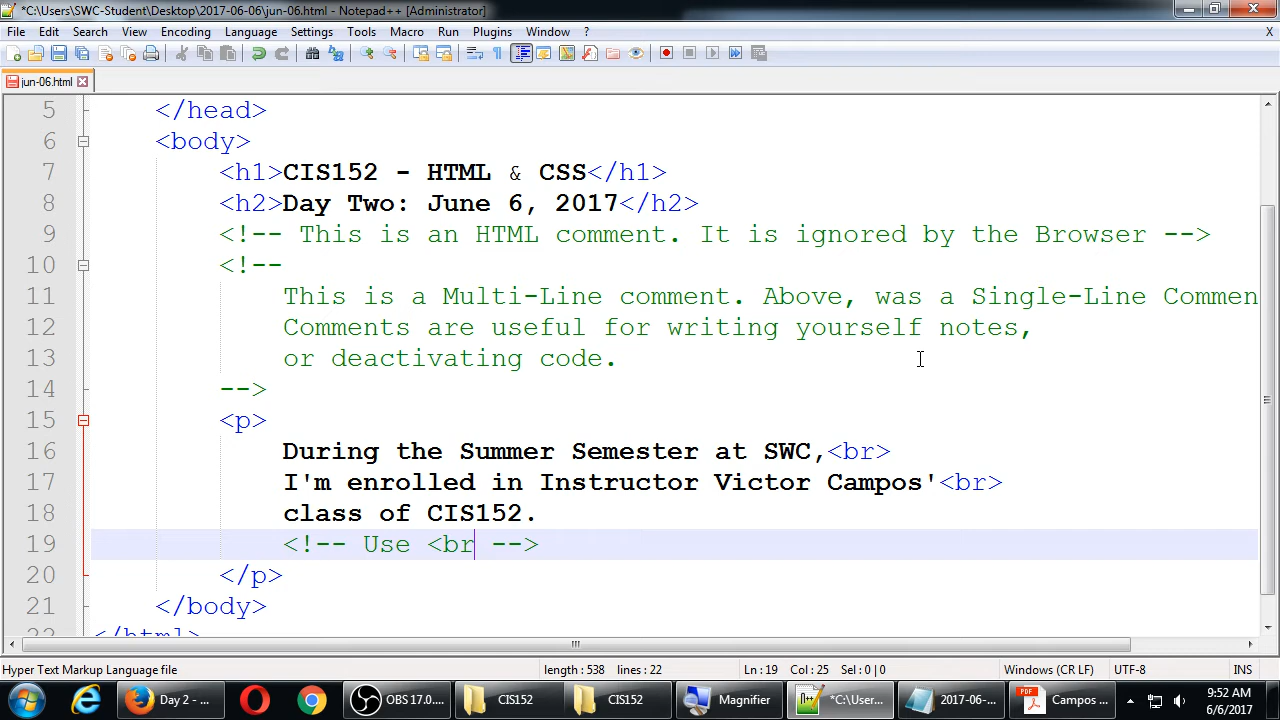 *C:\Users\SWC-Student\Desktop\2017-06-06\jun-06.html - Notepad++ [Administrator]
File Edit Search View Encoding Language Settings Tools Macro Run Plugins Window ? X
jun-06.html
5 </head>
6 <body>
7 <h1>CIS152 - HTML & CSS</h1>
8 <h2>Day Two: June 6, 2017</h2>
9 <!-- This is an HTML comment. It is ignored by the Browser -->
10 <!--
11 This is a Multi-Line comment. Above, was a Single-Line Commen
12 Comments are useful for writing yourself notes,
13 or deactivating code.
14 -->
15 <p>
16 During the Summer Semester at SWC,<br>
17 I'm enrolled in Instructor Victor Campos'<br>
18 class of CIS152.
19 <!-- Use <br -->
20 </p>
21 </body>
22 </html>
Hyper Text Markup Language file length : 538 lines : 22 Ln : 19 Col : 25 Sel : 0 | 0 Windows (CR LF) UTF-8 INS
Day 2 - ... OBS 17.0.... CIS152 CIS152 Magnifier *C:\User... 2017-06-... Campos ... 9:52 AM
6/6/2017